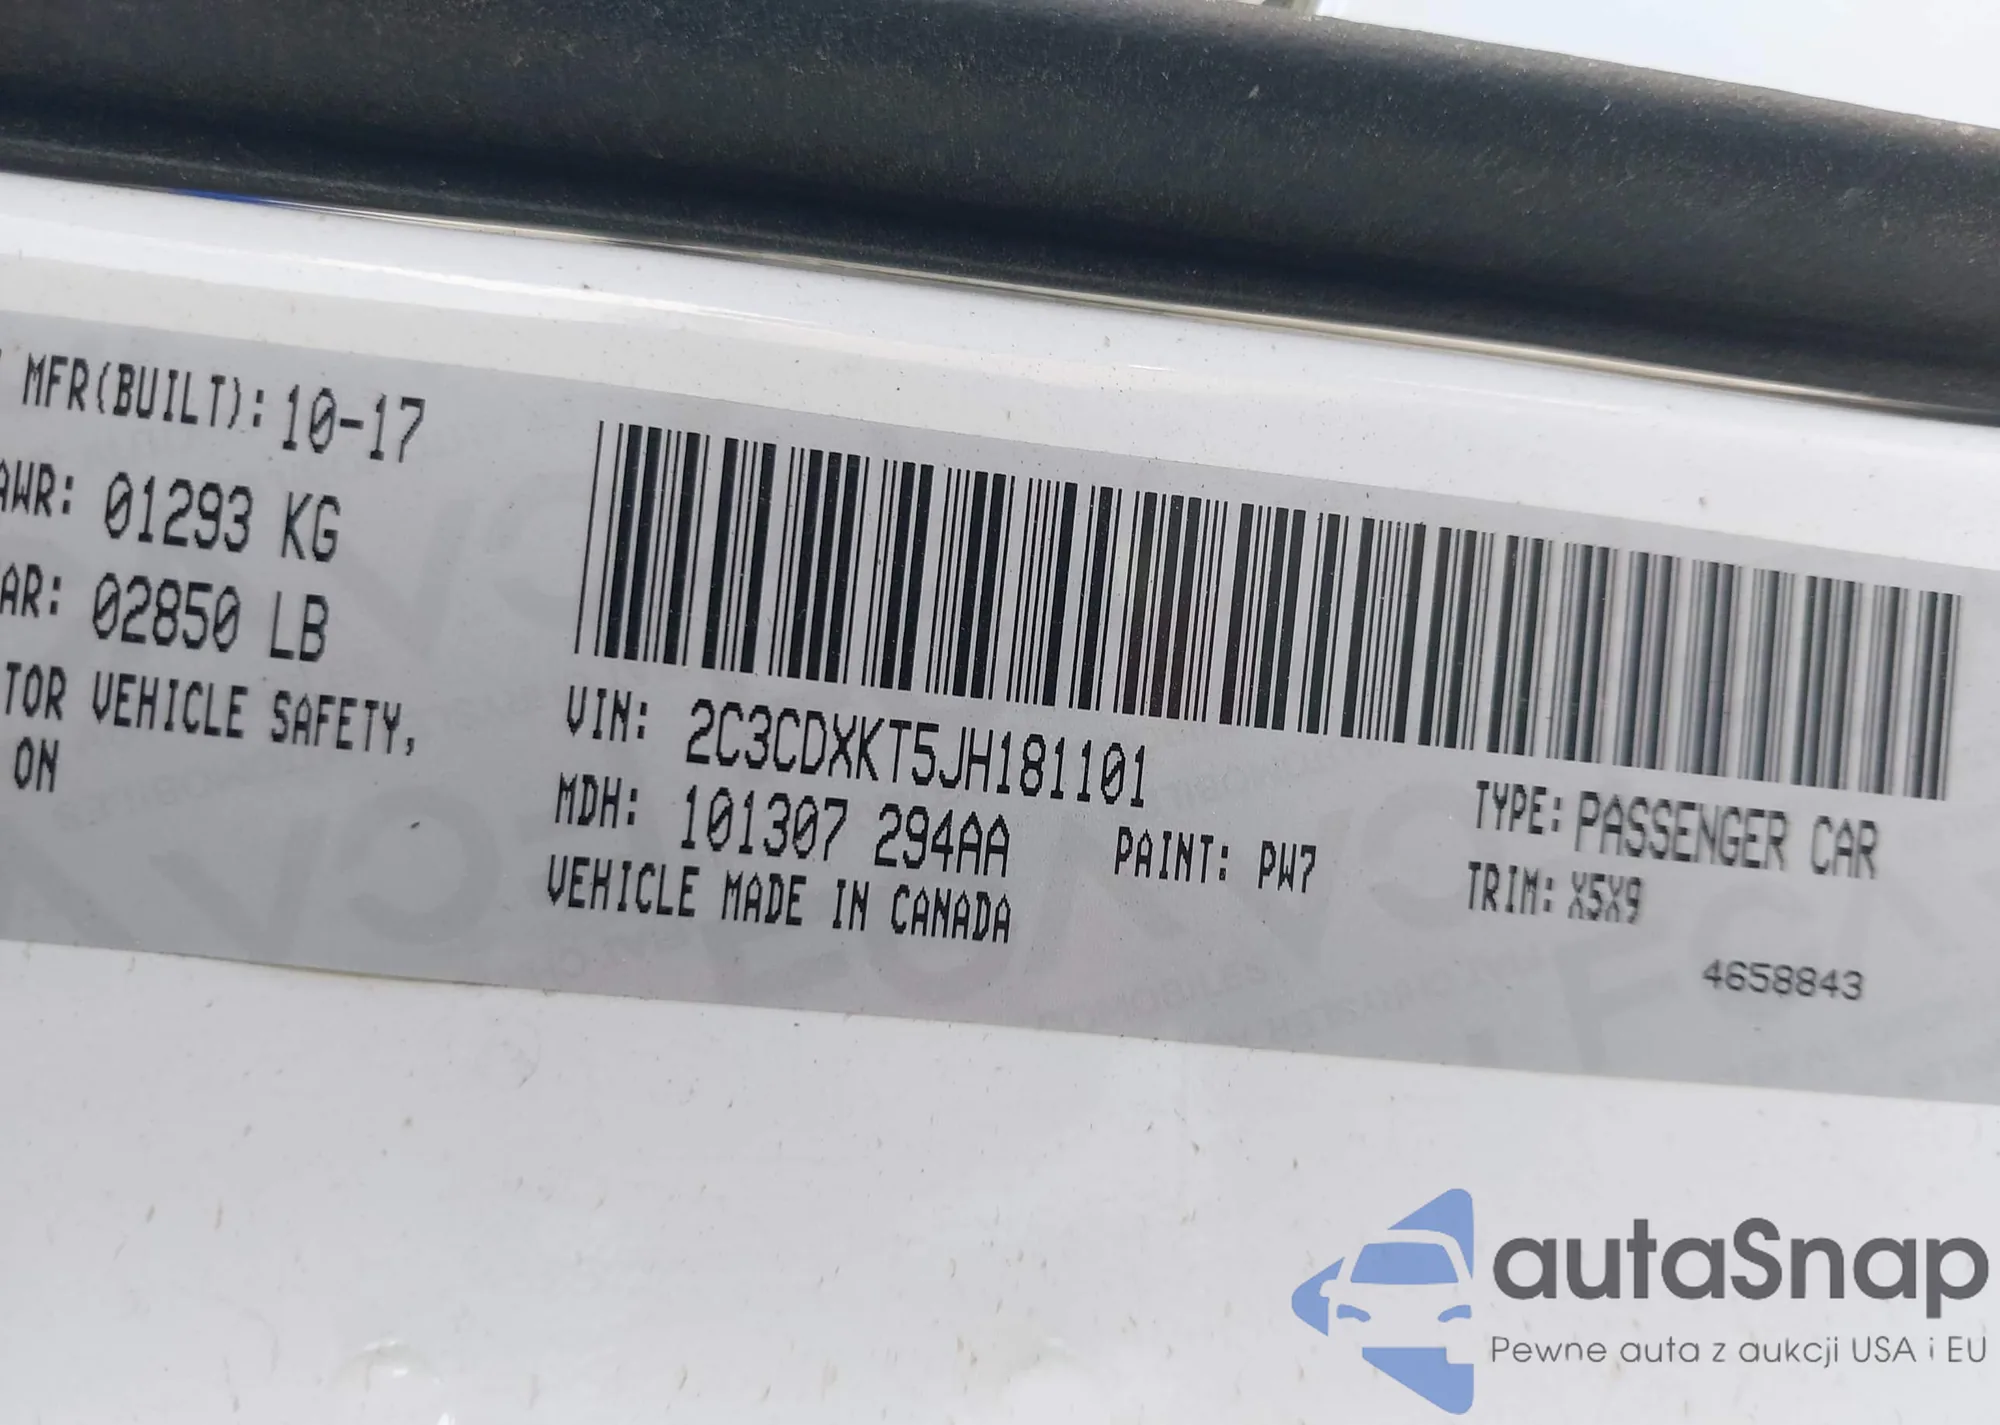 MFR(BUILT): 10-17
AWR: 01293 KG
AR: 02850 LB
TOR VEHICLE SAFETY,
ON
VIN: 2C3CDXKT5JH181101
MDH: 101307 294AA
PAINT: PW7
VEHICLE MADE IN CANADA
TYPE: PASSENGER CAR
TRIM: X5X9
4658843
autaSnap
Pewne auta z aukcji USA i EU